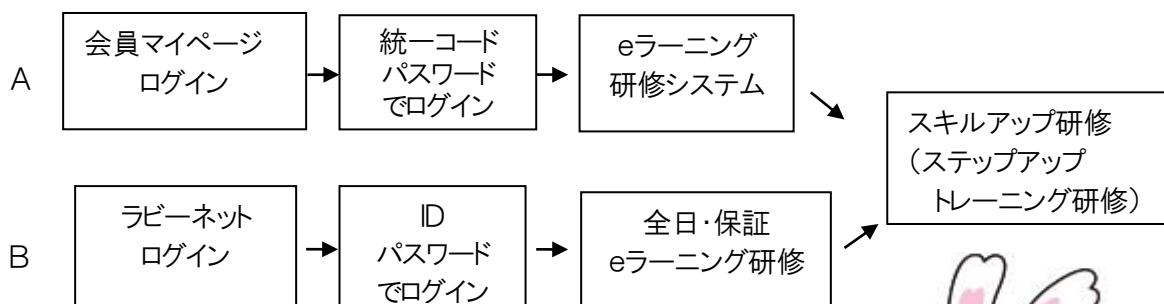 A
会員マイページ
ログイン
統一コード
パスワード
でログイン
eラーニング
研修システム
スキルアップ研修
（ステップアップ
トレーニング研修）
B
ラビーネット
ログイン
ID
パスワード
でログイン
全日・保証
eラーニング研修